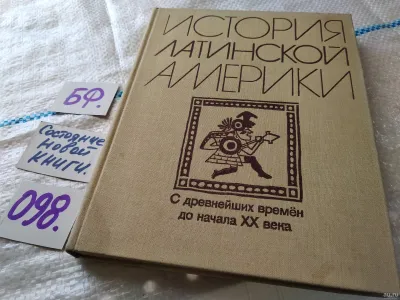 ИСТОРИЯ
ЛАТИНСКОЙ
АМЕРИКИ
С древнейших времён
до начала XX века
БФ.
Состояние
новой
книги.
098.